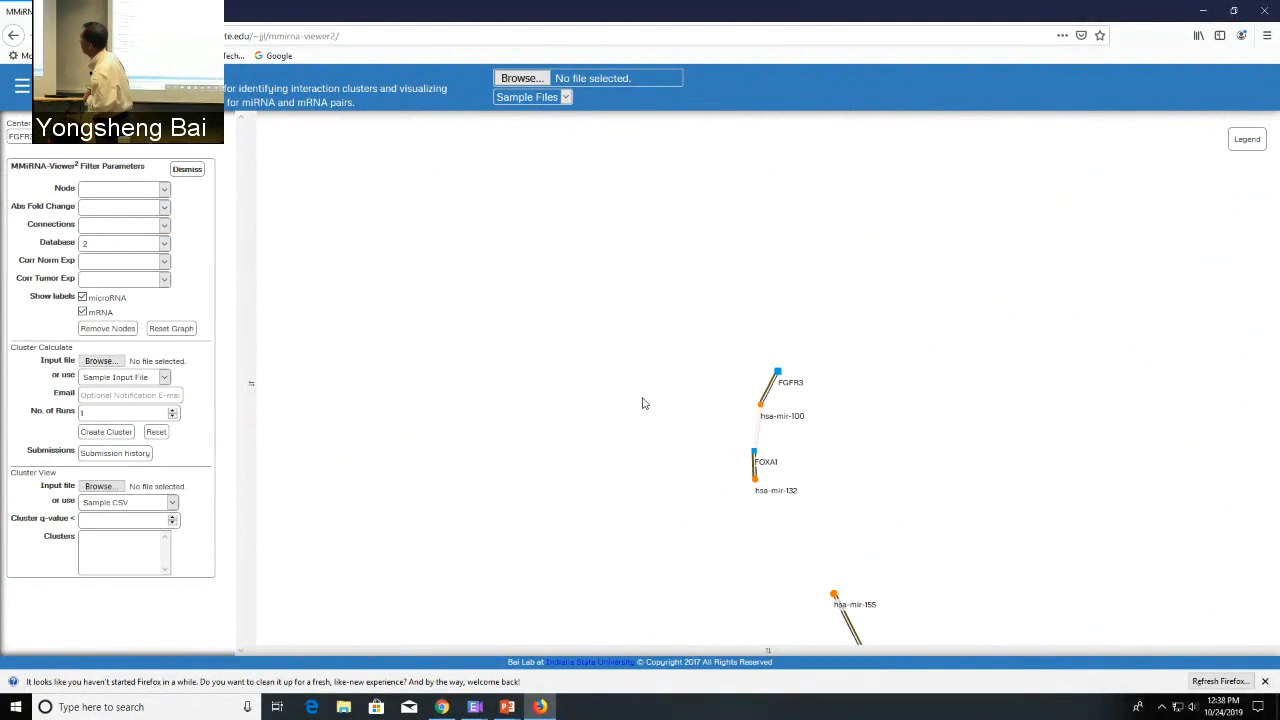 MMiRN
te.edu/~jjl/mmirna-viewer2/
Mo
Tech...
Google
for identifying interaction clusters and visualizing
for miRNA and mRNA pairs.
Browse... No file selected.
Sample Files
Yongsheng Bai
Center
FGFR3
Legend
MMiRNA-Viewer2 Filter Parameters
Dismiss
Node
Abs Fold Change
Connections
Database 2
Corr Norm Exp
Corr Tumor Exp
Show labels microRNA
mRNA
Remove Nodes Reset Graph
Cluster Calculate
Input file Browse... No file selected.
or use Sample Input File
Email Optional Notification E-mai
No. of Runs 1
Create Cluster Reset
Submissions Submission history
Cluster View
Input file Browse... No file selected.
or use Sample CSV
Cluster q-value <
Clusters
FGFR3
hsa-mir-100
FOXA1
hsa-mir-132
hsa-mir-155
Bai Lab at Indiana State University © Copyright 2017 All Rights Reserved
It looks like you haven't started Firefox in a while. Do you want to clean it up for a fresh, like-new experience? And by the way, welcome back!
Refresh Firefox...
Type here to search
12:38 PM
10/24/2019